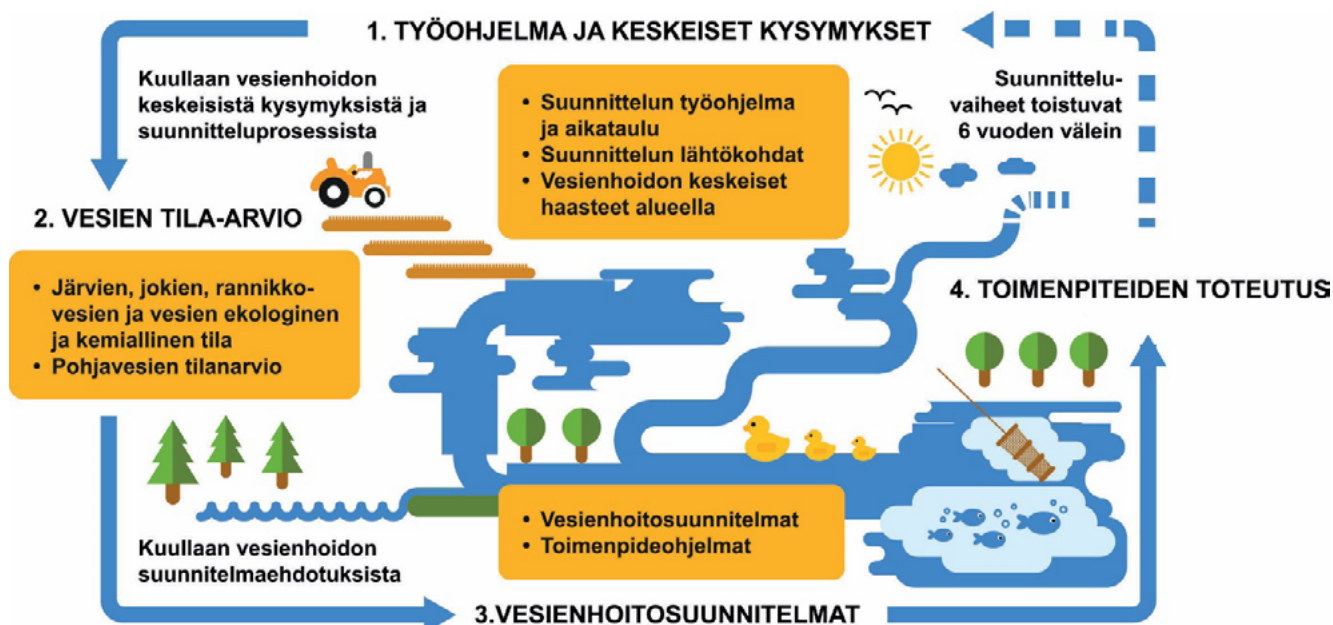 1. TYÖOHJELMA JA KESKEISET KYSYMYKSET
Kuullaan vesienhoidon
keskeisistä kysymyksistä ja
suunnitteluprosessista
• Suunnittelun työohjelma
ja aikataulu
• Suunnittelun lähtökohdat
• Vesienhoidon keskeiset
haasteet alueella
Suunnittelu-
vaiheet toistuvat
6 vuoden välein
2. VESIEN TILA-ARVIO
• Järvien, jokien, rannikko-
vesien ja vesien ekologinen
ja kemiallinen tila
• Pohjavesien tilanarvio
4. TOIMENPITEIDEN TOTEUTUS
Kuullaan vesienhoidon
suunnitelmaehdotuksista
• Vesienhoitosuunnitelmat
• Toimenpideohjelmat
3.VESIENHOITOSUUNNITELMAT